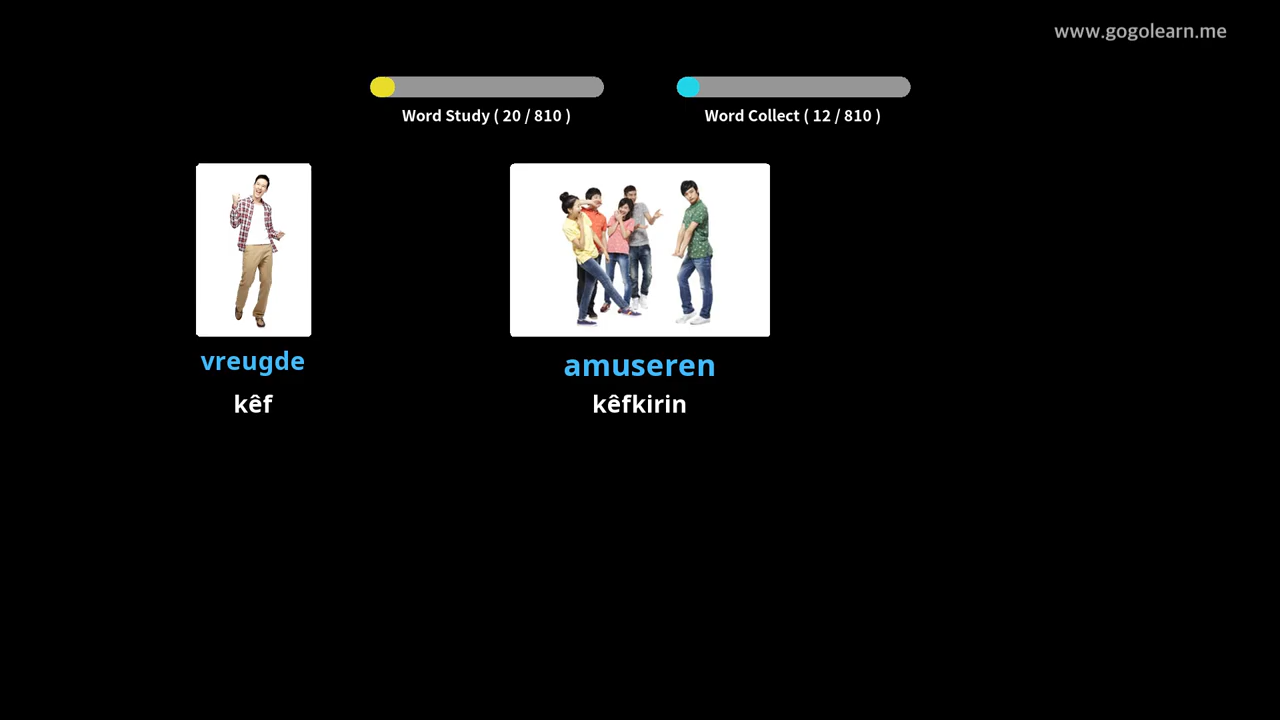 www.gogolearn.me
Word Study ( 20 / 810 )
Word Collect ( 12 / 810 )
vreugde
kêf
amuseren
kêfkirin